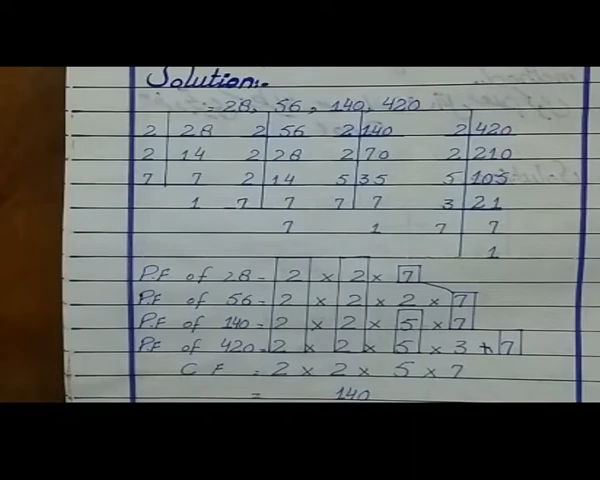 Solution:-
= 28, 56, 140, 420
2 28 2 56 2 140 2 420
2 14 2 28 2 70 2 210
7 7 2 14 5 35 5 105
1 7 7 7 7 3 21
7 1 7 7
1
P.F of 28 = 2 × 2 × 7
P.F of 56 = 2 × 2 × 2 × 7
P.F of 140 = 2 × 2 × 5 × 7
P.F of 420 = 2 × 2 × 5 × 3 + 7
C F = 2 × 2 × 5 × 7
= 140